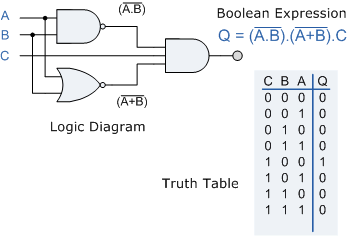 (A̅.̅B̅)
Boolean Expression
A
B
C
Q = (A̅.̅B̅).(A̅+̅B̅).C
(A̅+̅B̅)
Logic Diagram
C B A Q
0 0 0 0
0 0 1 0
0 1 0 0
0 1 1 0
1 0 0 1
1 0 1 0
1 1 0 0
1 1 1 0
Truth Table